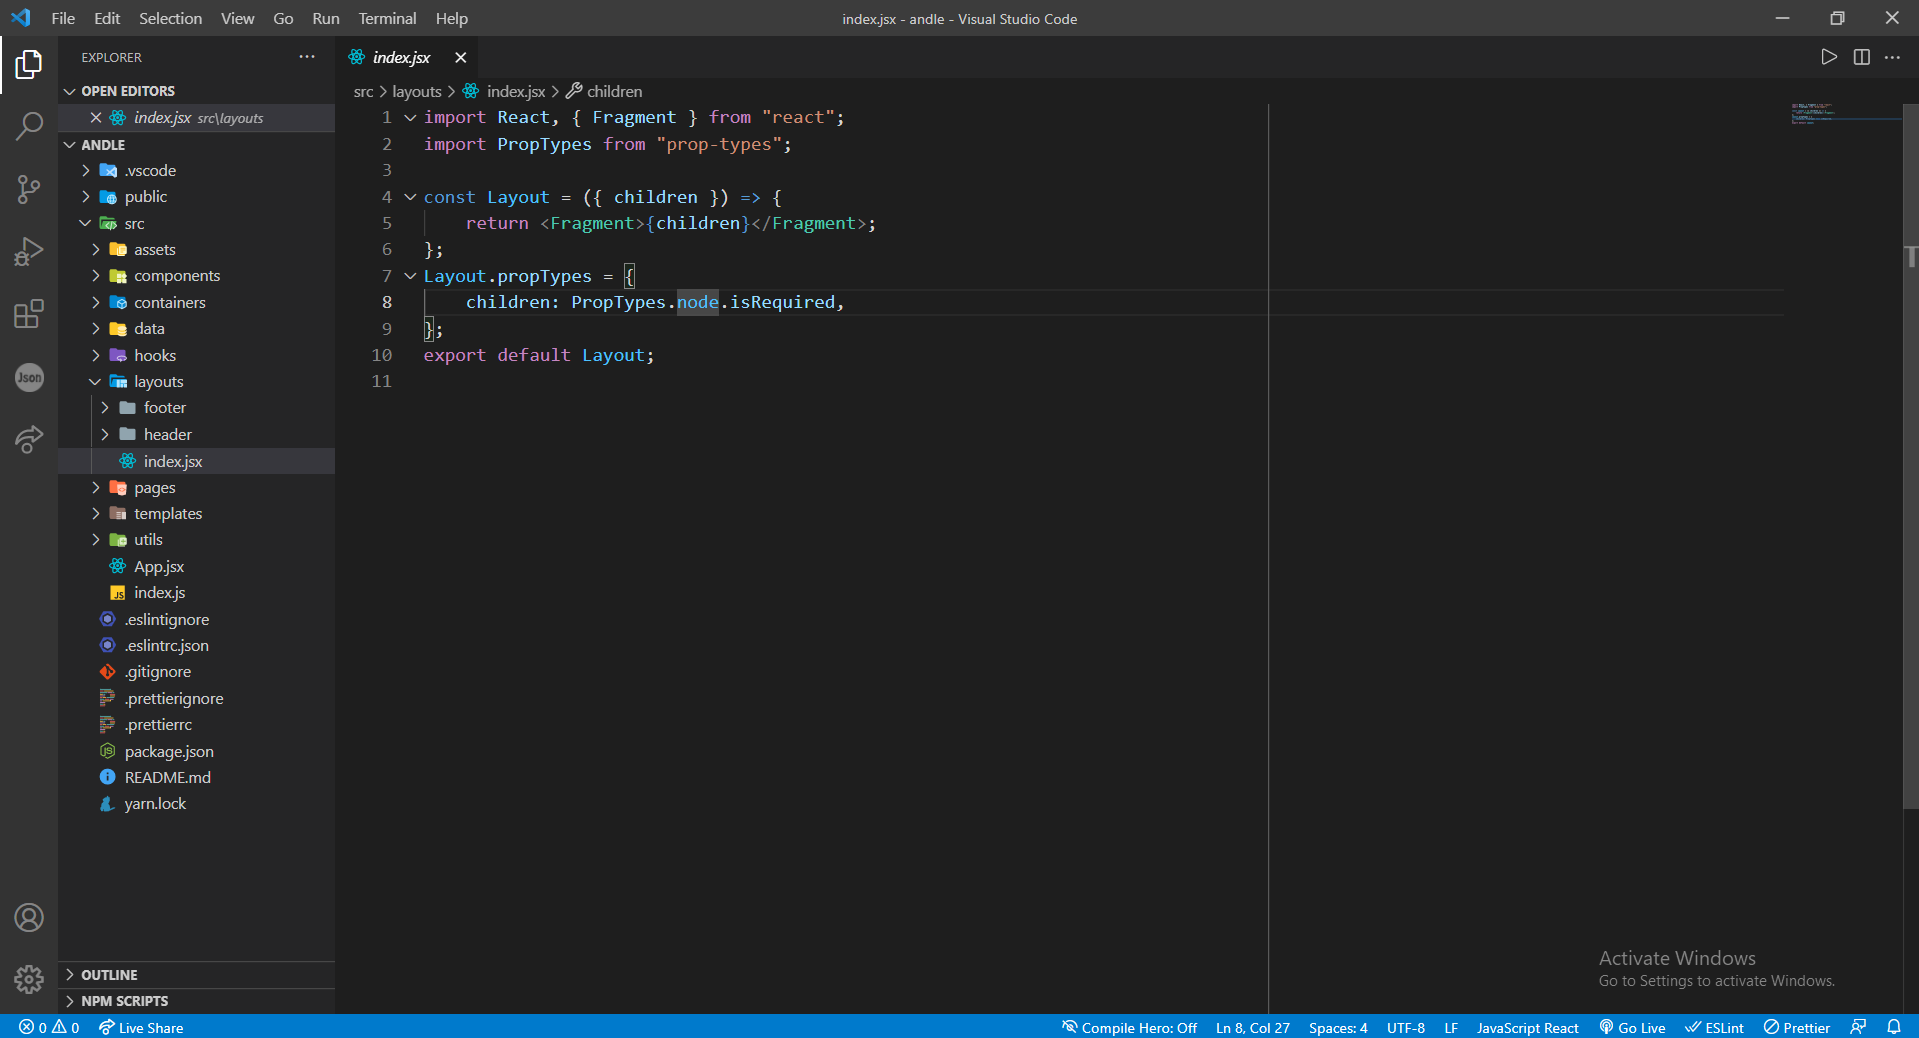 File Edit Selection View Go Run Terminal Help
index.jsx - andle - Visual Studio Code
EXPLORER
OPEN EDITORS
index.jsx src\layouts
ANDLE
.vscode
public
src
assets
components
containers
data
hooks
layouts
footer
header
index.jsx
pages
templates
utils
App.jsx
index.js
.eslintignore
.eslintrc.json
.gitignore
.prettierignore
.prettierrc
package.json
README.md
yarn.lock
OUTLINE
NPM SCRIPTS
Json
JS
index.jsx
src > layouts > index.jsx > children
1 import React, { Fragment } from "react";
2 import PropTypes from "prop-types";
3
4 const Layout = ({ children }) => {
5 return <Fragment>{children}</Fragment>;
6 };
7 Layout.propTypes = {
8 children: PropTypes.node.isRequired,
9 };
10 export default Layout;
11
Activate Windows
Go to Settings to activate Windows.
0 0 Live Share
Compile Hero: Off Ln 8, Col 27 Spaces: 4 UTF-8 LF JavaScript React Go Live ESLint Prettier